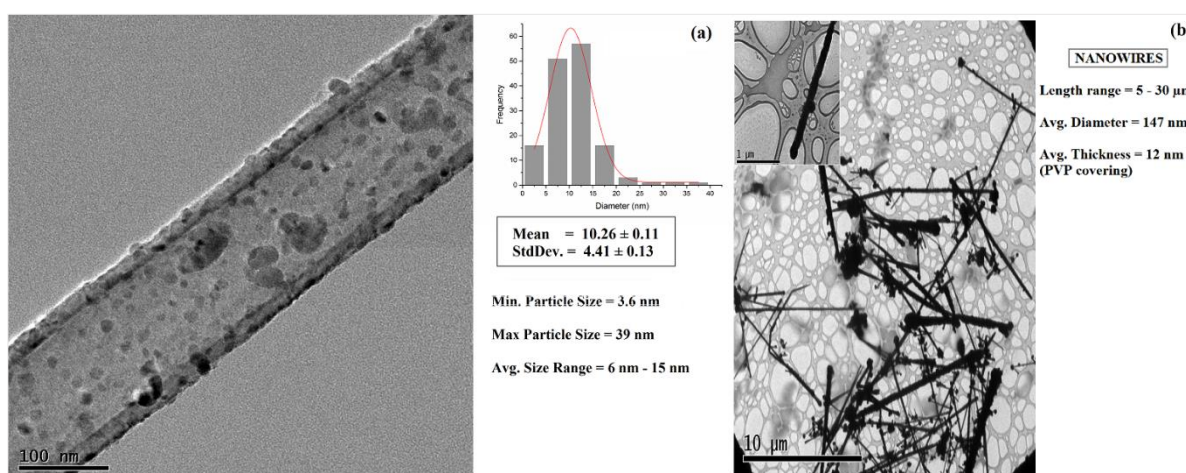 100 nm
(a)
60
50
40
30
20
10
0
Frequency
0 5 10 15 20 25 30 35 40
Diameter (nm)
Mean = 10.26 ± 0.11
StdDev. = 4.41 ± 0.13
Min. Particle Size = 3.6 nm
Max Particle Size = 39 nm
Avg. Size Range = 6 nm - 15 nm
1 µm
10 µm
(b
NANOWIRES
Length range = 5 - 30 µm
Avg. Diameter = 147 nm
Avg. Thickness = 12 nm
(PVP covering)